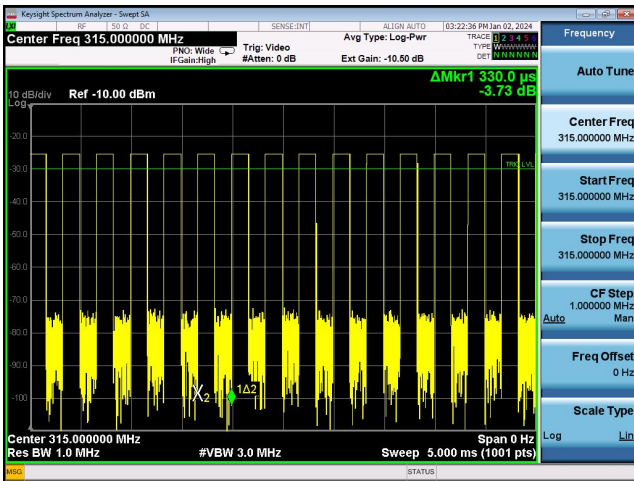 Keysight Spectrum Analyzer - Swept SA
RF 50 Ω DC SENSE:INT ALIGN AUTO 03:22:36 PM Jan 02, 2024
Center Freq 315.000000 MHz
PNO: Wide
IFGain:High
Trig: Video
#Atten: 0 dB
Avg Type: Log-Pwr
Ext Gain: -10.50 dB
TRACE 1 2 3 4 5 6
TYPE WWWWWW
DET N N N N N N
ΔMkr1 330.0 µs
-3.73 dB
10 dB/div Ref -10.00 dBm
Log
-20.0
-30.0
TRIG LVL
-40.0
-50.0
-60.0
-70.0
-80.0
-90.0
-100
X2
1Δ2
Center 315.000000 MHz Span 0 Hz
Res BW 1.0 MHz #VBW 3.0 MHz Sweep 5.000 ms (1001 pts)
MSG STATUS
Frequency
Auto Tune
Center Freq
315.000000 MHz
Start Freq
315.000000 MHz
Stop Freq
315.000000 MHz
CF Step
1.000000 MHz
Auto Man
Freq Offset
0 Hz
Scale Type
Log Lin